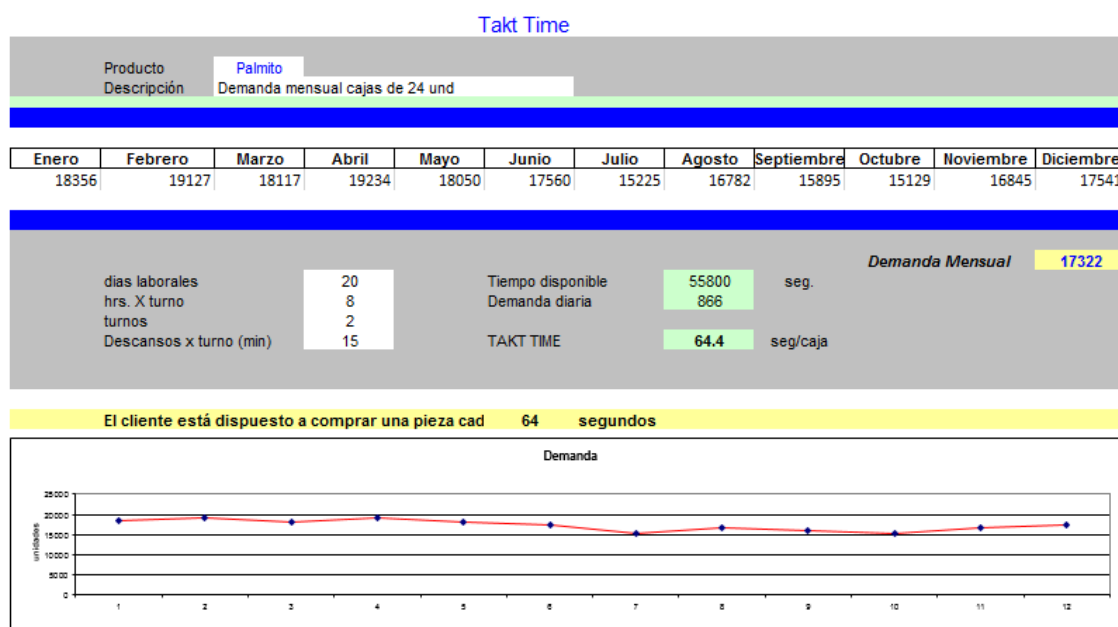 Takt Time
Producto Palmito
Descripción Demanda mensual cajas de 24 und
Enero Febrero Marzo Abril Mayo Junio Julio Agosto Septiembre Octubre Noviembre Diciembre
18356 19127 18117 19234 18050 17560 15225 16782 15895 15129 16845 17541
Demanda Mensual 17322
dias laborales 20 Tiempo disponible 55800 seg.
hrs. X turno 8 Demanda diaria 866
turnos 2
Descansos x turno (min) 15 TAKT TIME 64.4 seg/caja
El cliente está dispuesto a comprar una pieza cad 64 segundos
Demanda
unidades
25000
20000
15000
10000
5000
0
1 2 3 4 5 6 7 8 9 10 11 12